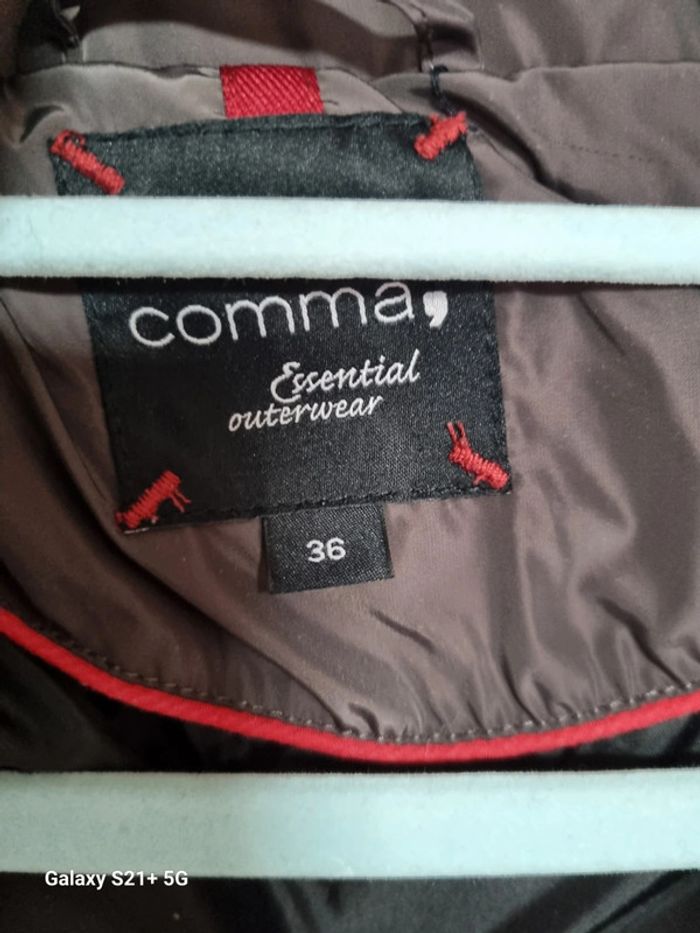 comma,
Essential
outerwear
36
Galaxy S21+ 5G